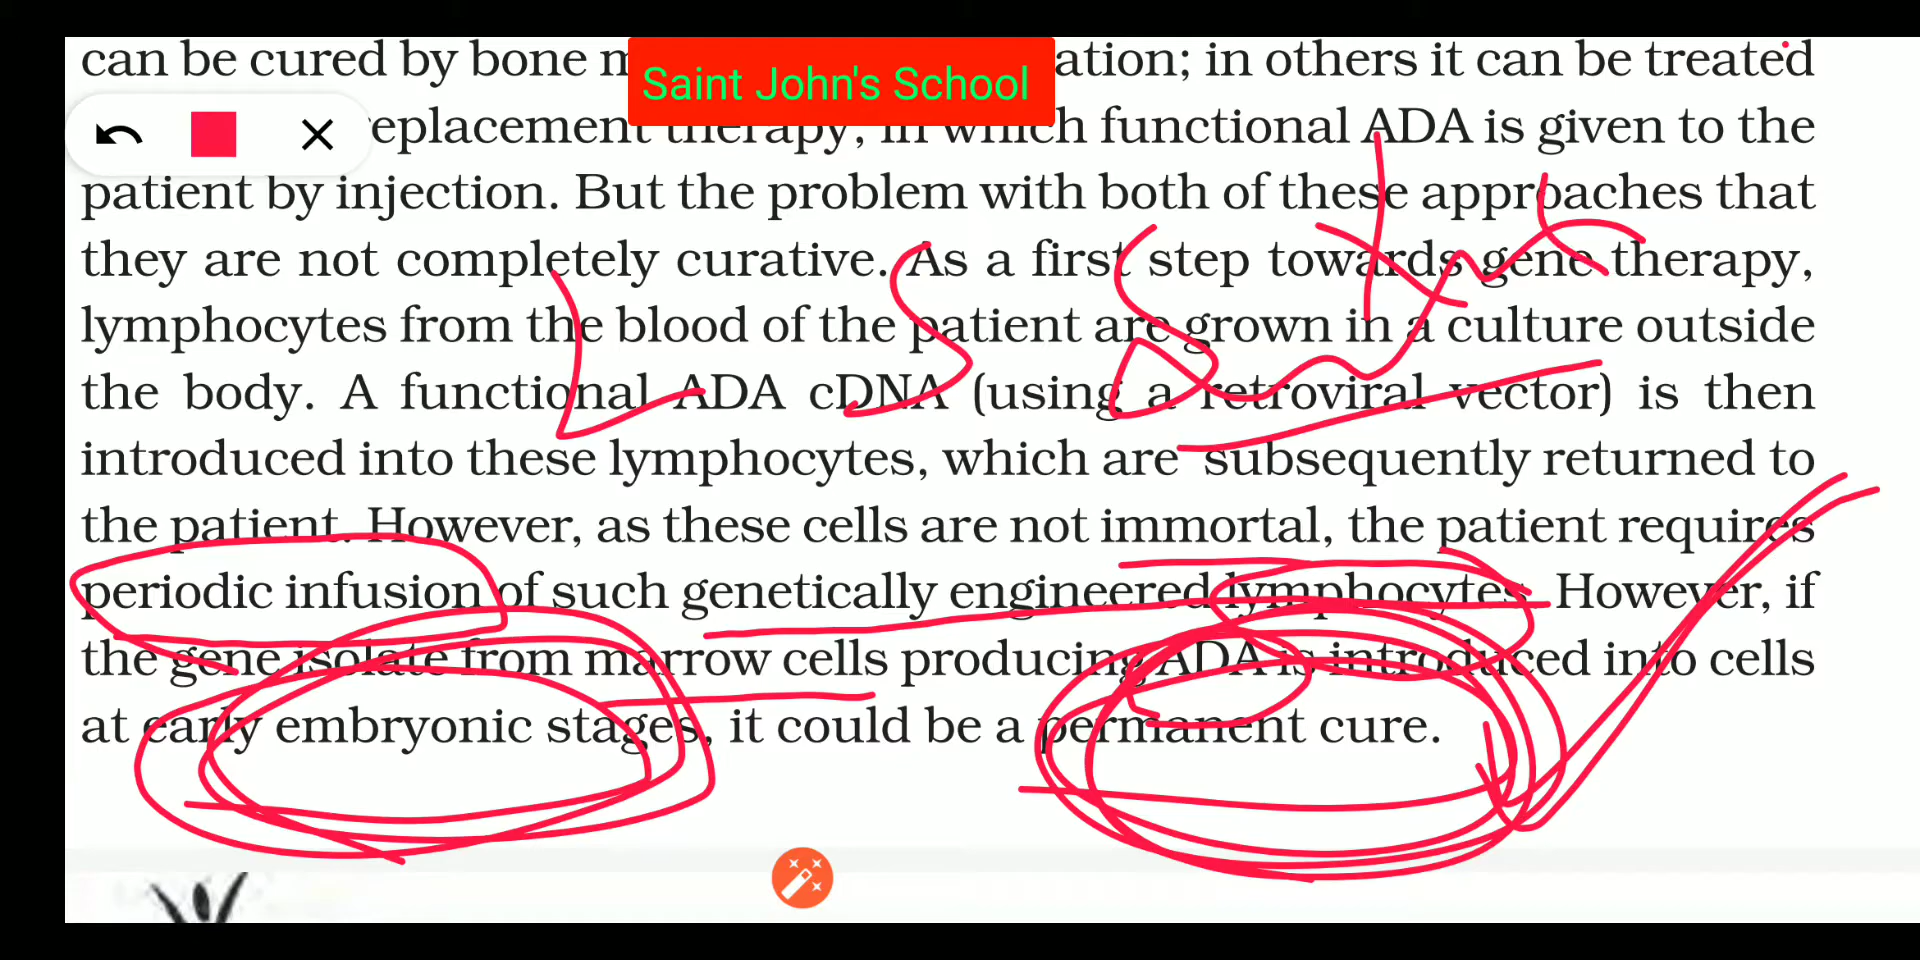 can be cured by bone m Saint John's School ation; in others it can be treated
eplacement therapy, in which functional ADA is given to the
patient by injection. But the problem with both of these approaches that
they are not completely curative. As a first step towards gene therapy,
lymphocytes from the blood of the patient are grown in a culture outside
the body. A functional ADA cDNA (using a retroviral vector) is then
introduced into these lymphocytes, which are subsequently returned to
the patient. However, as these cells are not immortal, the patient requires
periodic infusion of such genetically engineered lymphocytes. However, if
the gene isolate from marrow cells producing ADA is introduced into cells
at early embryonic stages, it could be a permanent cure.